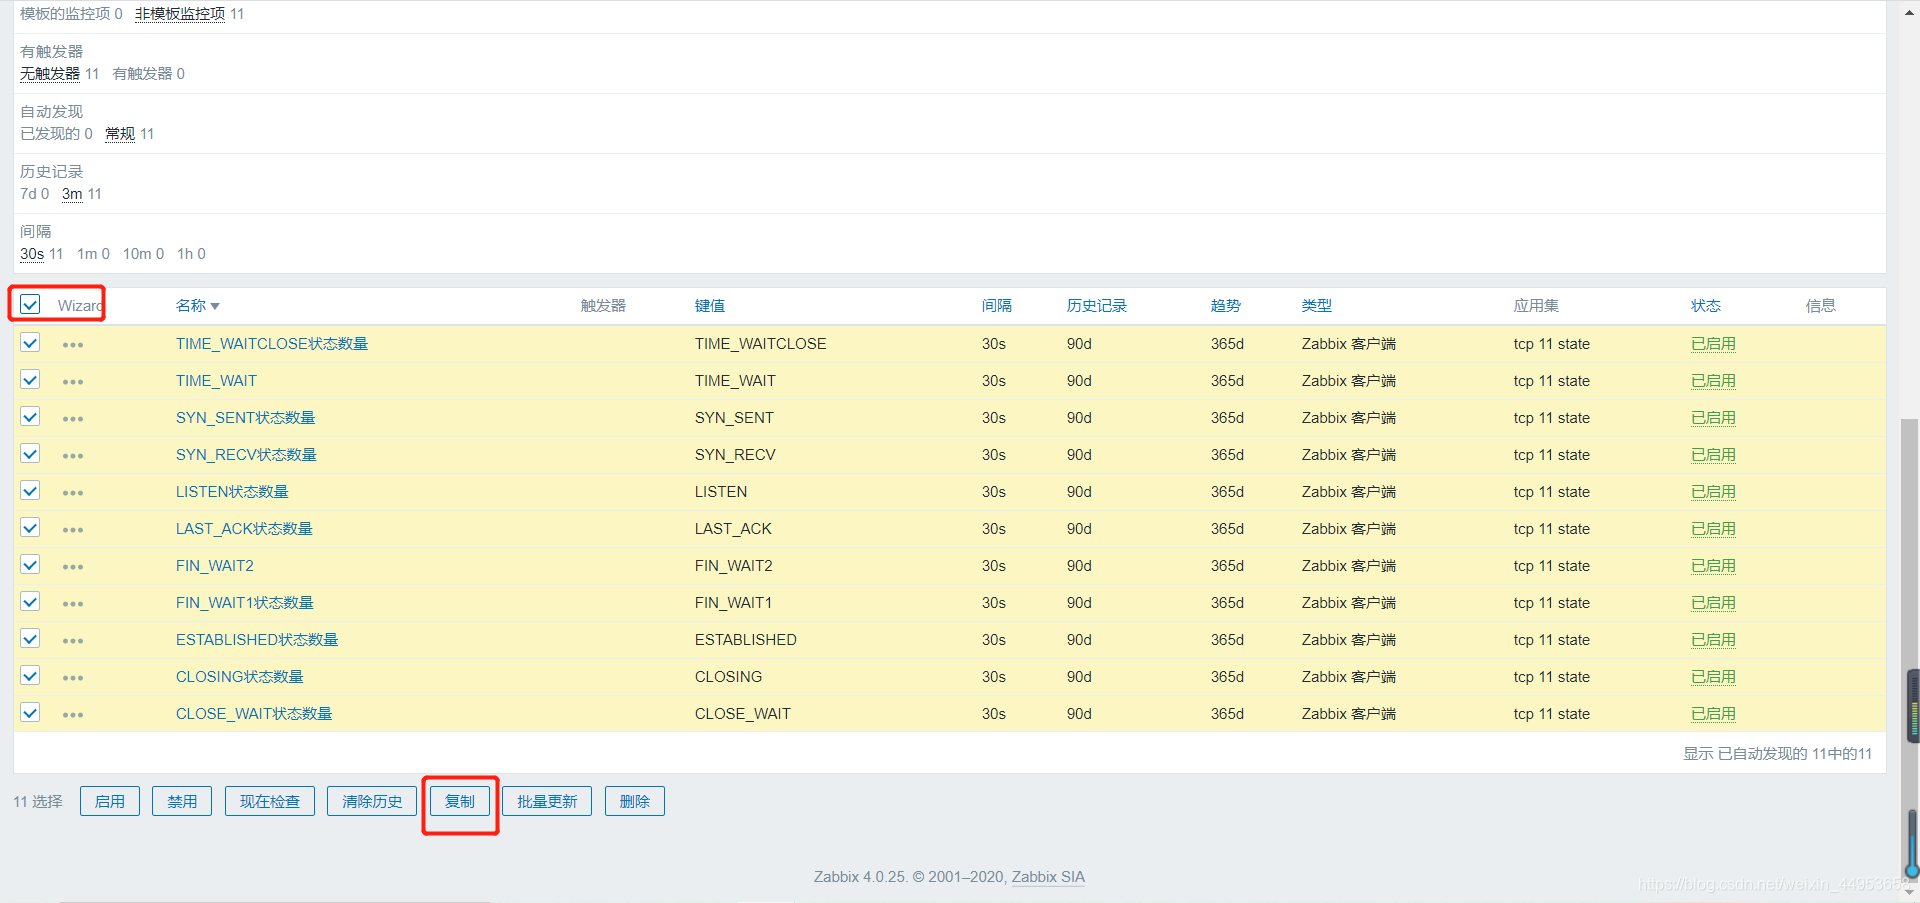 模板的监控项 0 非模板监控项 11
有触发器
无触发器 11 有触发器 0
自动发现
已发现的 0 常规 11
历史记录
7d 0 3m 11
间隔
30s 11 1m 0 10m 0 1h 0
Wizard 名称 触发器 键值 间隔 历史记录 趋势 类型 应用集 状态 信息
TIME_WAITCLOSE状态数量 TIME_WAITCLOSE 30s 90d 365d Zabbix 客户端 tcp 11 state 已启用
TIME_WAIT TIME_WAIT 30s 90d 365d Zabbix 客户端 tcp 11 state 已启用
SYN_SENT状态数量 SYN_SENT 30s 90d 365d Zabbix 客户端 tcp 11 state 已启用
SYN_RECV状态数量 SYN_RECV 30s 90d 365d Zabbix 客户端 tcp 11 state 已启用
LISTEN状态数量 LISTEN 30s 90d 365d Zabbix 客户端 tcp 11 state 已启用
LAST_ACK状态数量 LAST_ACK 30s 90d 365d Zabbix 客户端 tcp 11 state 已启用
FIN_WAIT2 FIN_WAIT2 30s 90d 365d Zabbix 客户端 tcp 11 state 已启用
FIN_WAIT1状态数量 FIN_WAIT1 30s 90d 365d Zabbix 客户端 tcp 11 state 已启用
ESTABLISHED状态数量 ESTABLISHED 30s 90d 365d Zabbix 客户端 tcp 11 state 已启用
CLOSING状态数量 CLOSING 30s 90d 365d Zabbix 客户端 tcp 11 state 已启用
CLOSE_WAIT状态数量 CLOSE_WAIT 30s 90d 365d Zabbix 客户端 tcp 11 state 已启用
显示 已自动发现的 11中的11
11 选择 启用 禁用 现在检查 清除历史 复制 批量更新 删除
Zabbix 4.0.25. © 2001–2020, Zabbix SIA